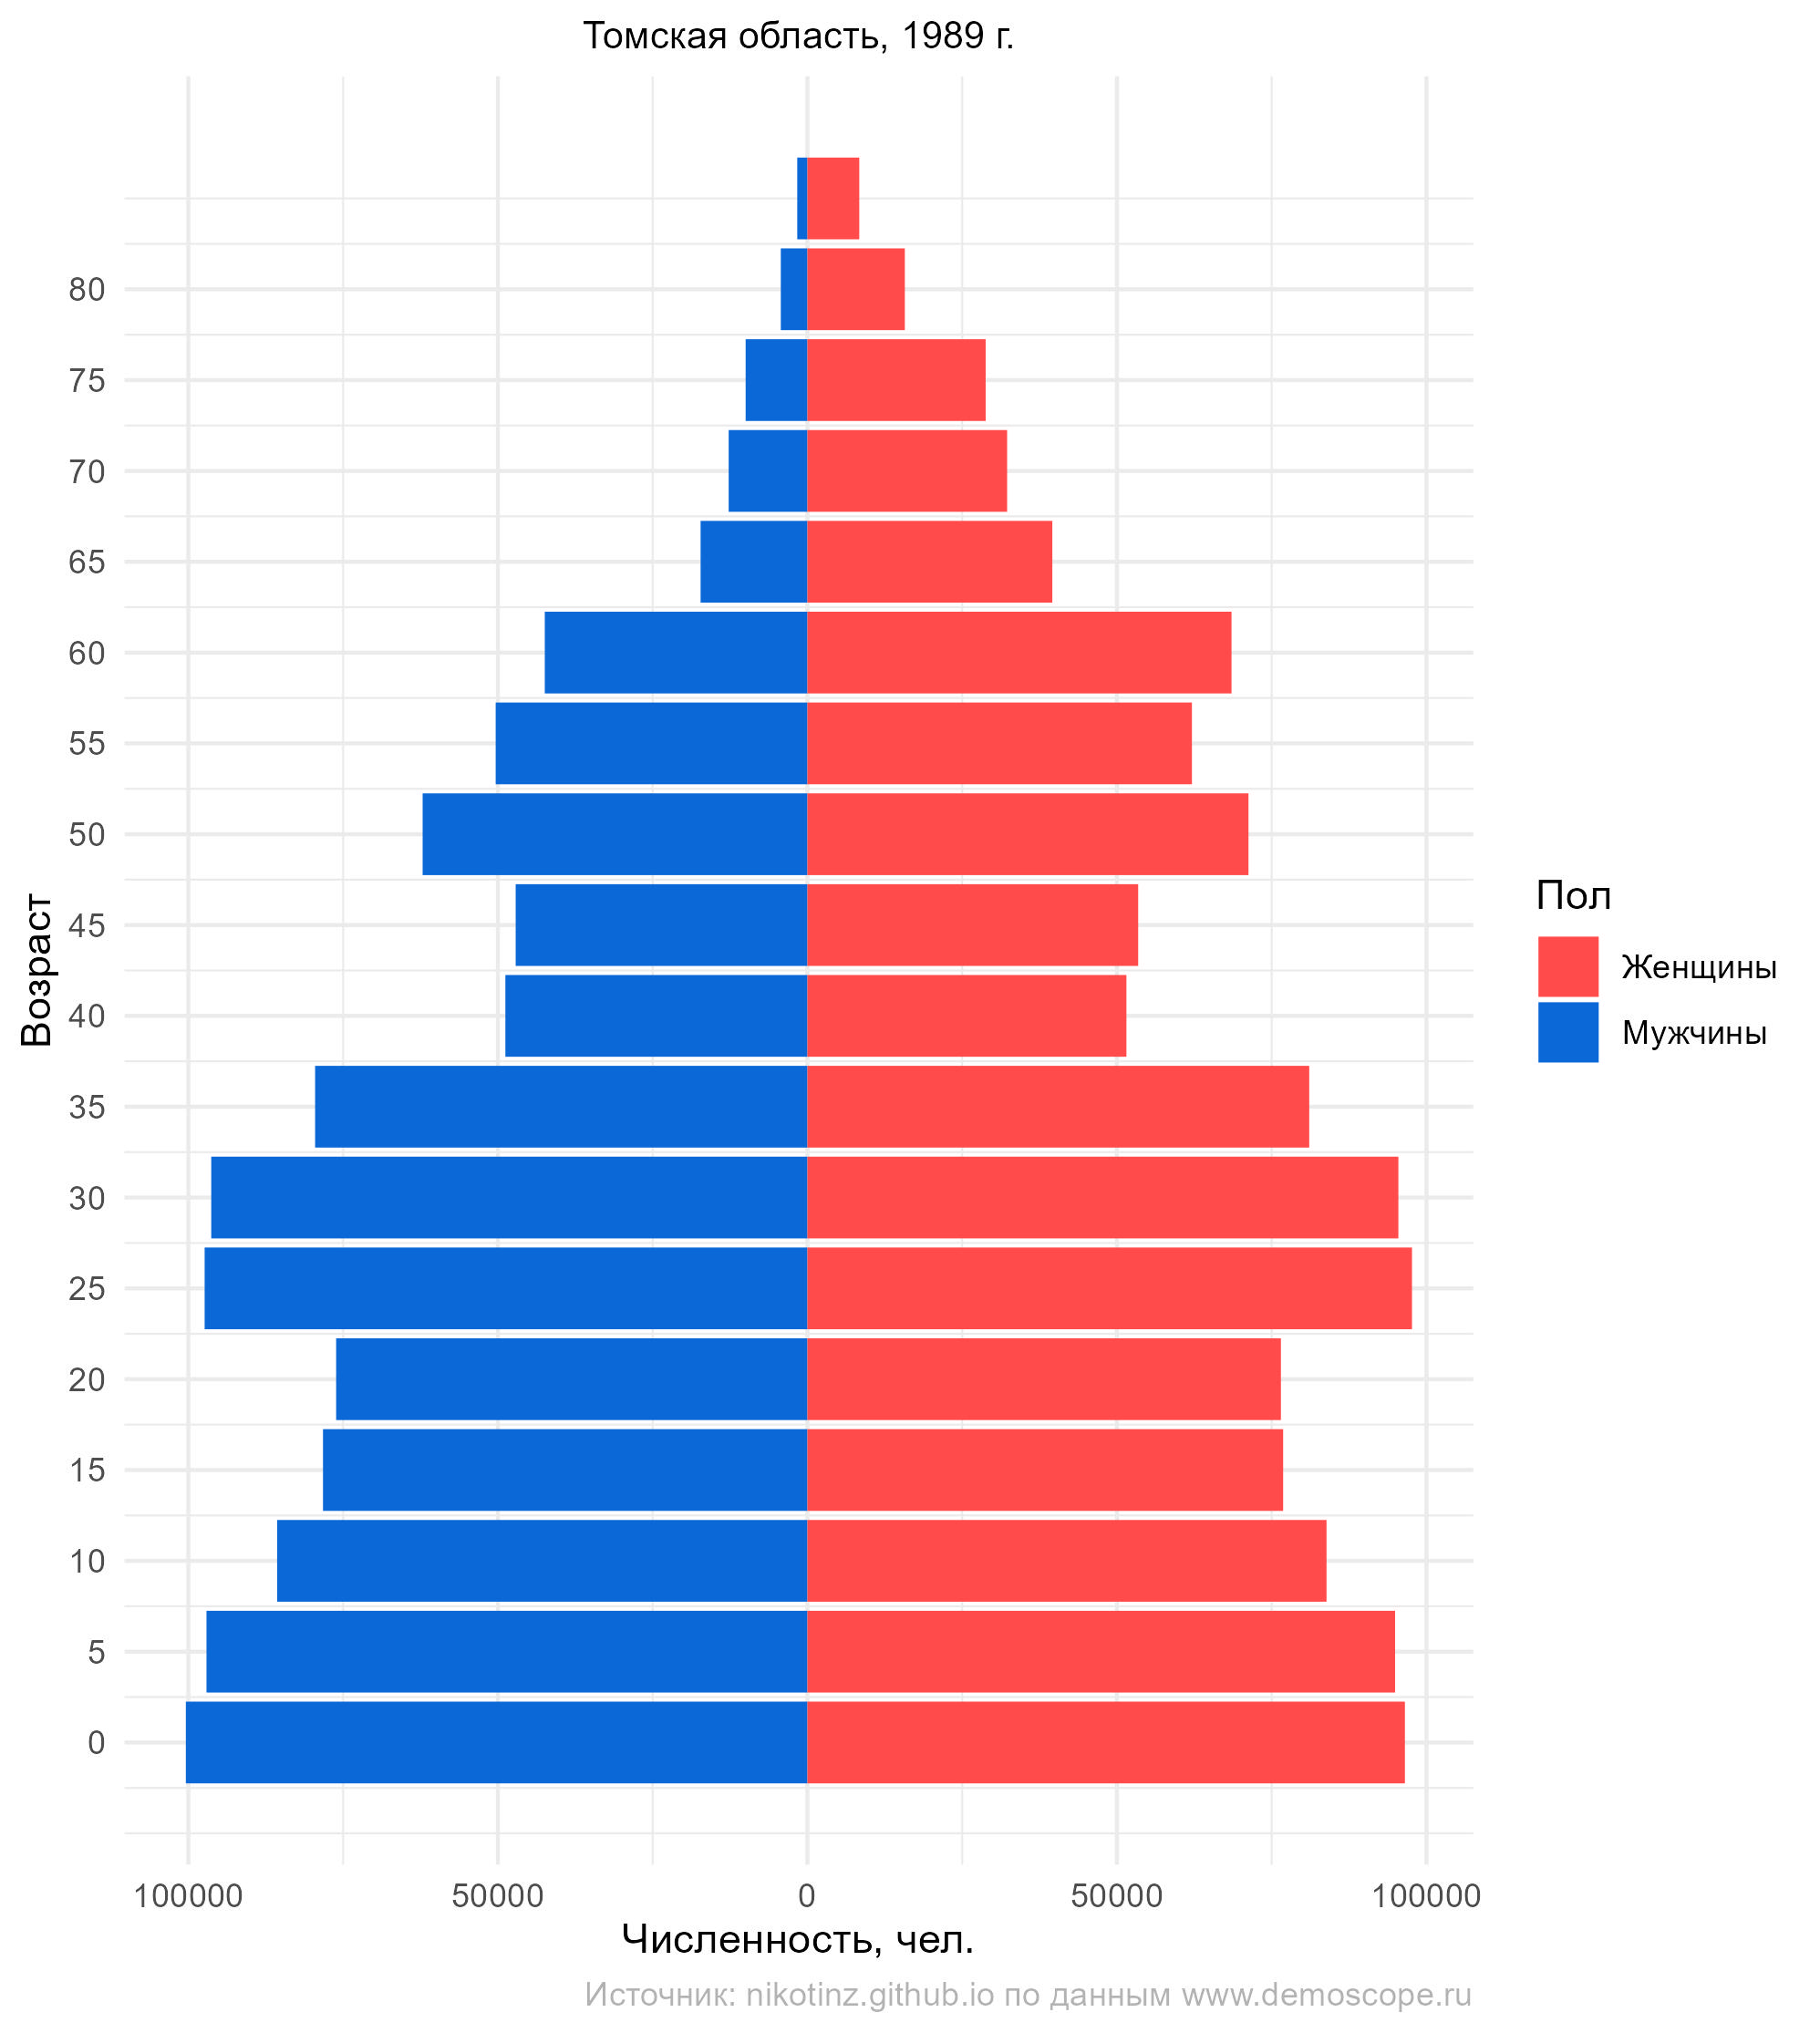 Томская область, 1989 г.
80
75
70
65
60
55
50
45
40
35
30
25
20
15
10
5
0
Возраст
100000 50000 0 50000 100000
Численность, чел.
Пол
Женщины
Мужчины
Источник: nikotinz.github.io по данным www.demoscope.ru